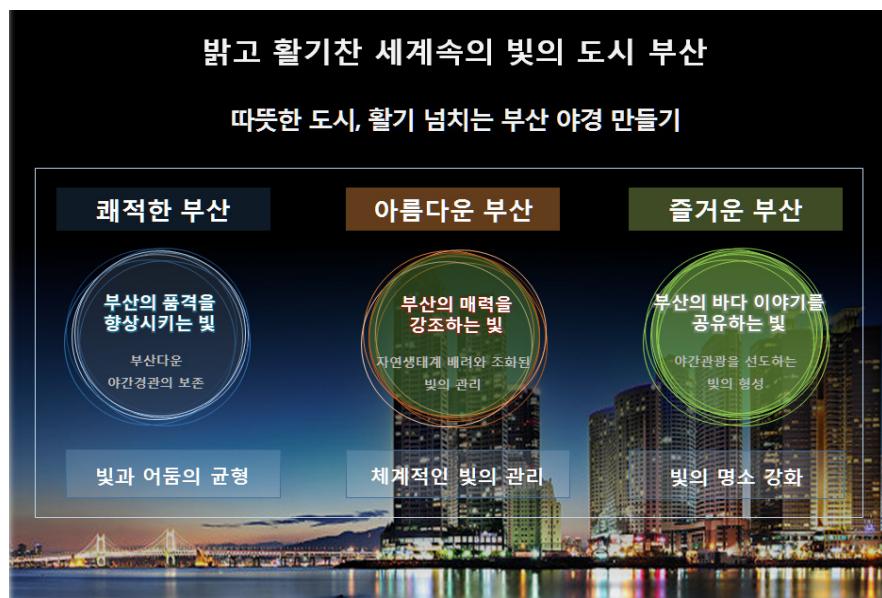 밝고 활기찬 세계속의 빛의 도시 부산
따뜻한 도시, 활기 넘치는 부산 야경 만들기
쾌적한 부산
부산의 품격을
향상시키는 빛
부산다운
야간경관의 보존
빛과 어둠의 균형
아름다운 부산
부산의 매력을
강조하는 빛
자연생태계 배려와 조화된
빛의 관리
체계적인 빛의 관리
즐거운 부산
부산의 바다 이야기를
공유하는 빛
야간관광을 선도하는
빛의 형성
빛의 명소 강화